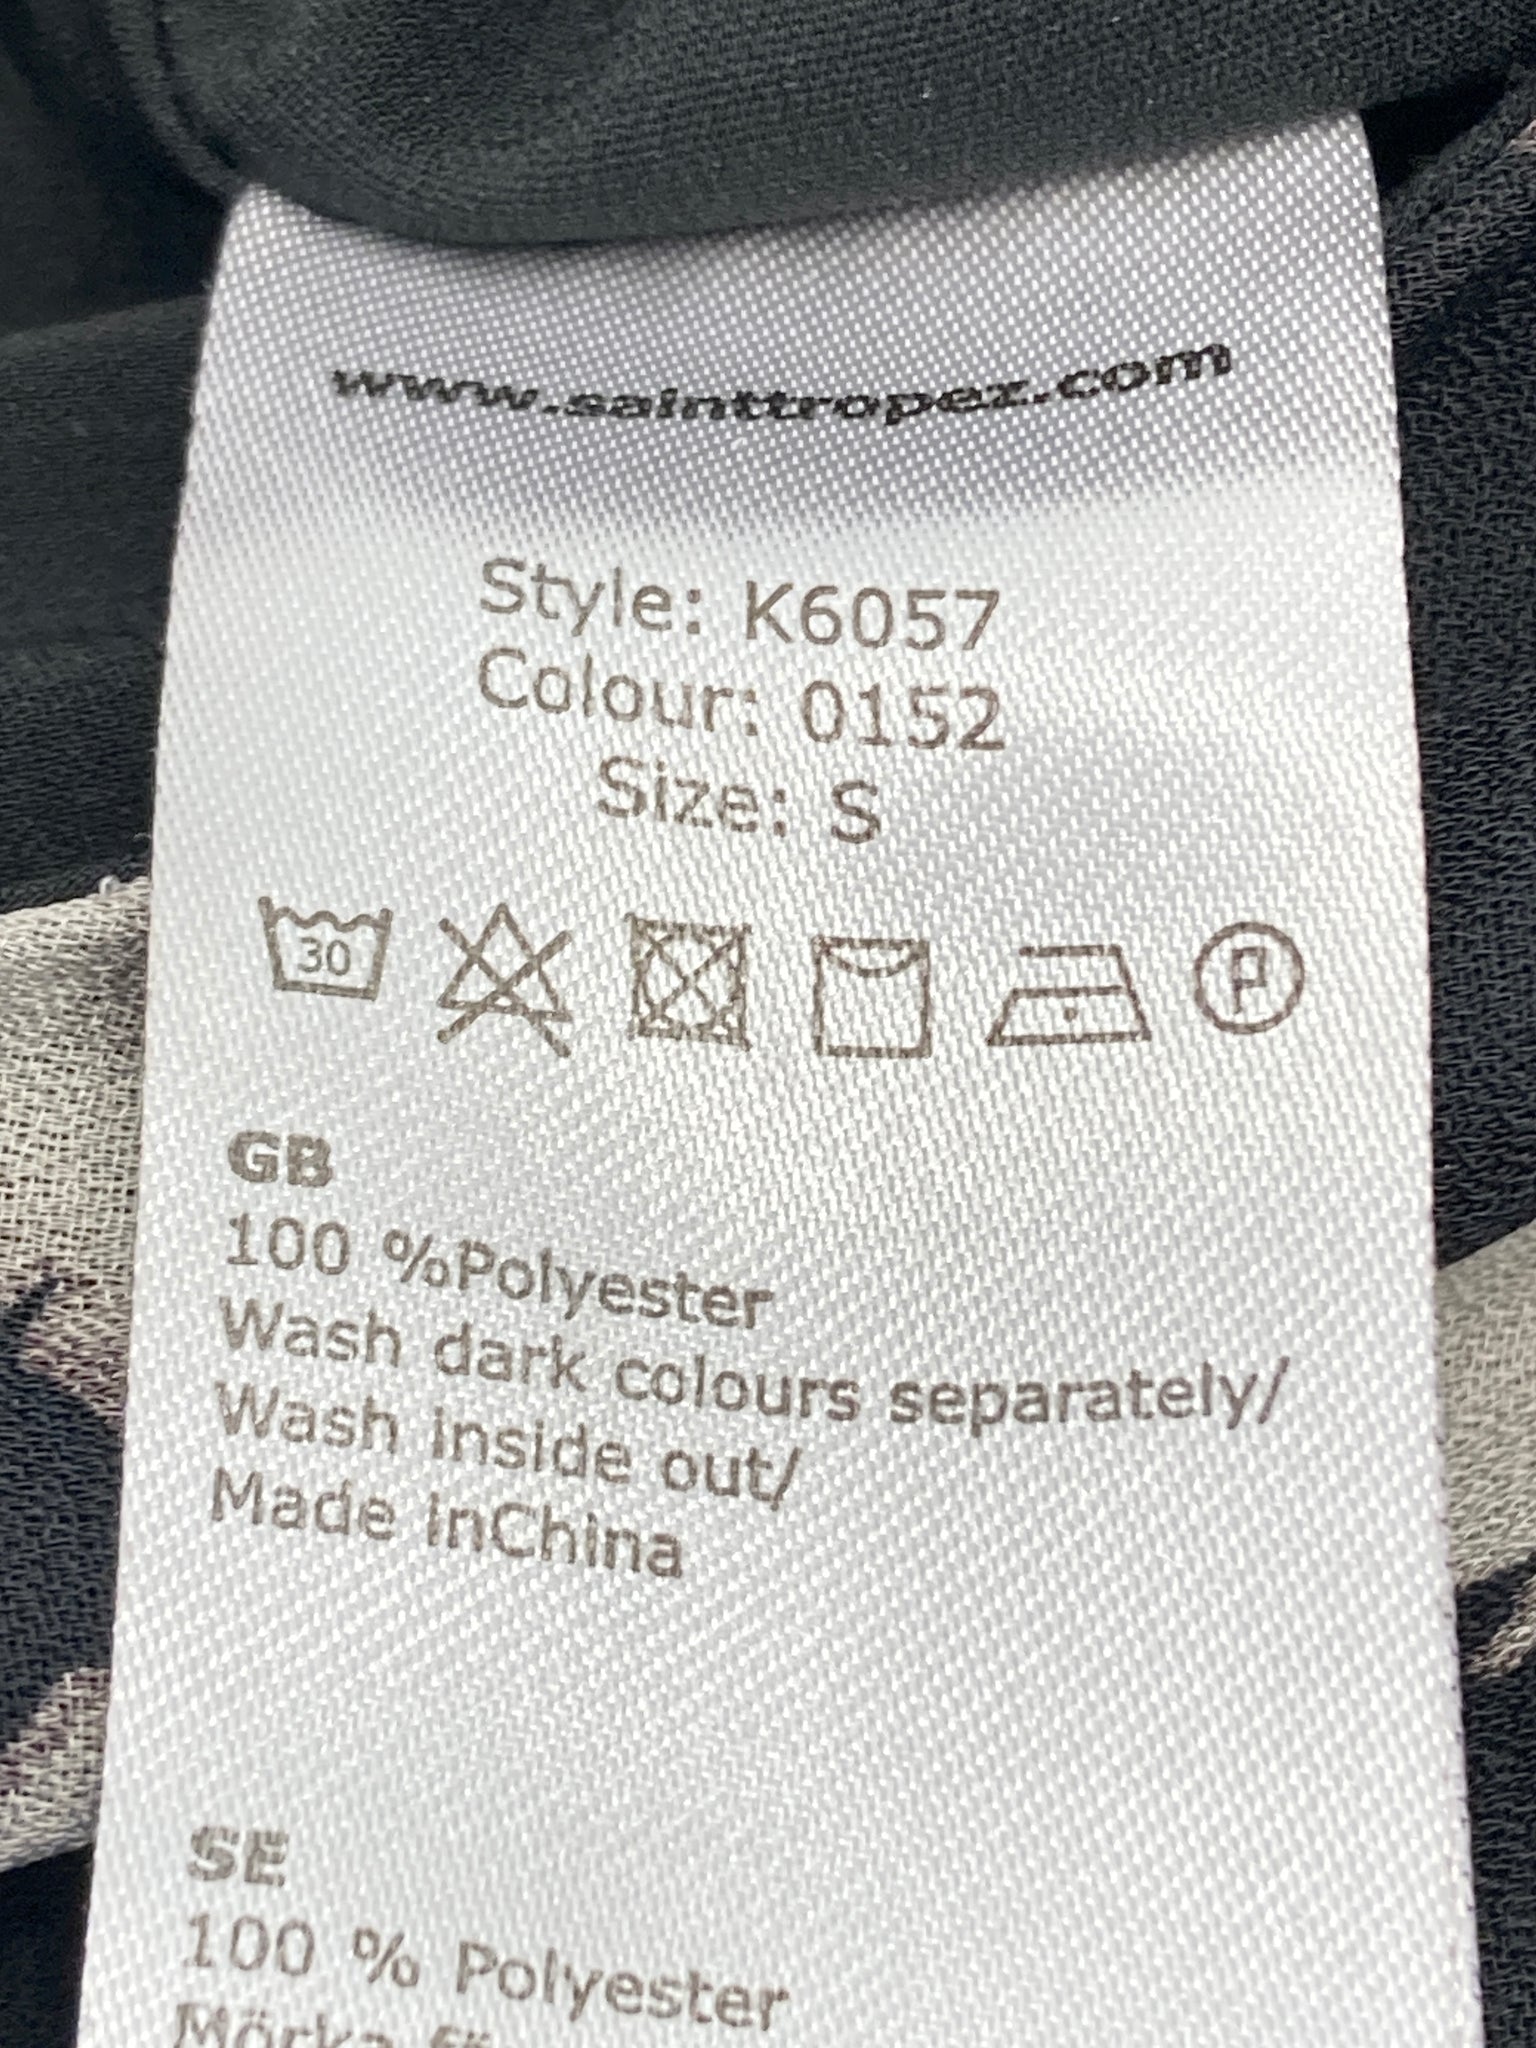 www.sainttropez.com
Style: K6057
Colour: 0152
Size: S
30
P
GB
100 %Polyester
Wash dark colours separately/
Wash inside out/
Made inChina
SE
100 % Polyester
Mörka